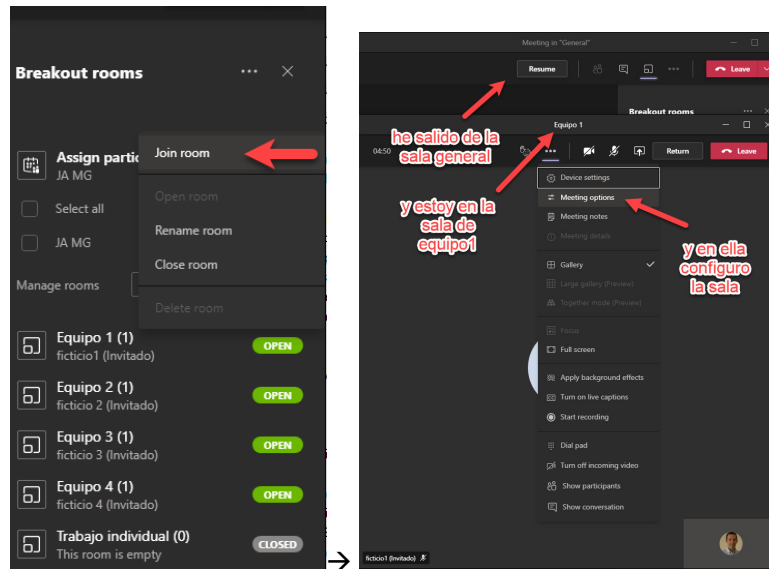 Breakout rooms
Assign partic
JA MG
Select all
JA MG
Manage rooms
Join room
Open room
Rename room
Close room
Delete room
Equipo 1 (1)
ficticio1 (Invitado)
OPEN
Equipo 2 (1)
ficticio 2 (Invitado)
OPEN
Equipo 3 (1)
ficticio 3 (Invitado)
OPEN
Equipo 4 (1)
ficticio 4 (Invitado)
OPEN
Trabajo individual (0)
This room is empty
CLOSED
→
Meeting in "General"
Resume
Leave
Breakout rooms
he salido de la
sala general
Equipo 1
04:50
Return
Leave
y estoy en la
sala de
equipo1
Device settings
Meeting options
Meeting notes
Meeting details
y en ella
configuro
la sala
Gallery
Large gallery (Preview)
Together mode (Preview)
Focus
Full screen
Apply background effects
Turn on live captions
Start recording
Dial pad
Turn off incoming video
Show participants
Show conversation
ficticio1 (Invitado)